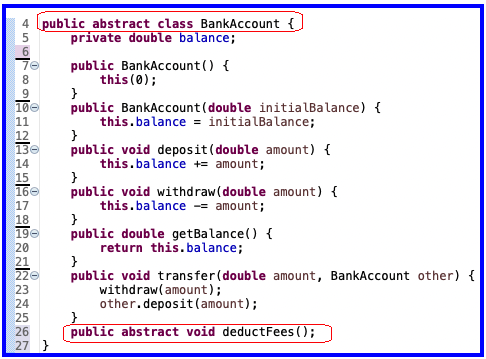 4 public abstract class BankAccount {
5     private double balance;
6
7     public BankAccount() {
8         this(0);
9     }
10     public BankAccount(double initialBalance) {
11         this.balance = initialBalance;
12     }
13     public void deposit(double amount) {
14         this.balance += amount;
15     }
16     public void withdraw(double amount) {
17         this.balance -= amount;
18     }
19     public double getBalance() {
20         return this.balance;
21     }
22     public void transfer(double amount, BankAccount other) {
23         withdraw(amount);
24         other.deposit(amount);
25     }
26     public abstract void deductFees();
27 }